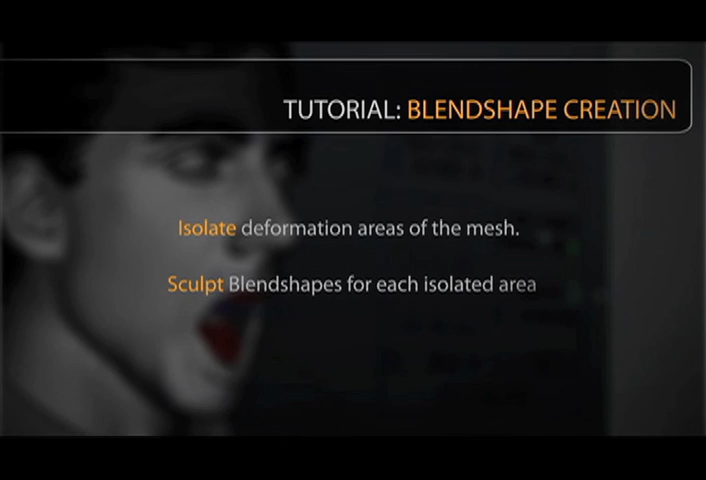 TUTORIAL: BLENDSHAPE CREATION
Isolate deformation areas of the mesh.
Sculpt Blendshapes for each isolated area